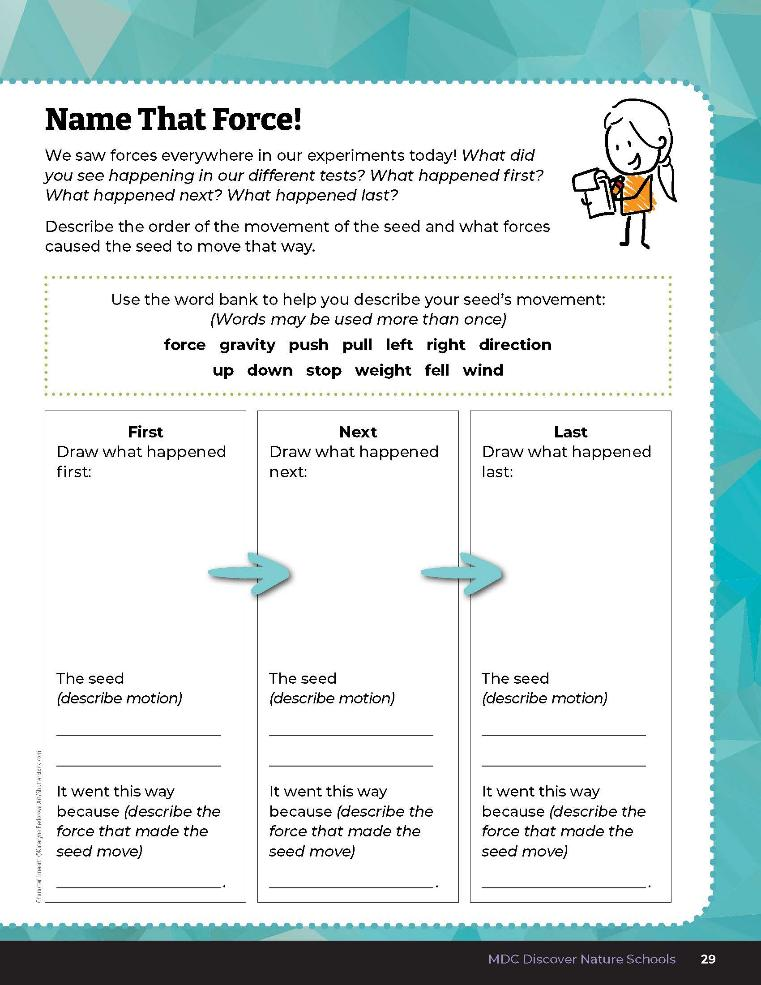 Name That Force!
We saw forces everywhere in our experiments today! What did
you see happening in our different tests? What happened first?
What happened next? What happened last?
Describe the order of the movement of the seed and what forces
caused the seed to move that way.
Use the word bank to help you describe your seed's movement:
(Words may be used more than once)
force gravity push pull left right direction
up down stop weight fell wind
First
Draw what happened
first:
The seed
(describe motion)
It went this way
because (describe the
force that made the
seed move)
.
Next
Draw what happened
next:
The seed
(describe motion)
It went this way
because (describe the
force that made the
seed move)
.
Last
Draw what happened
last:
The seed
(describe motion)
It went this way
because (describe the
force that made the
seed move)
.
MDC Discover Nature Schools 29